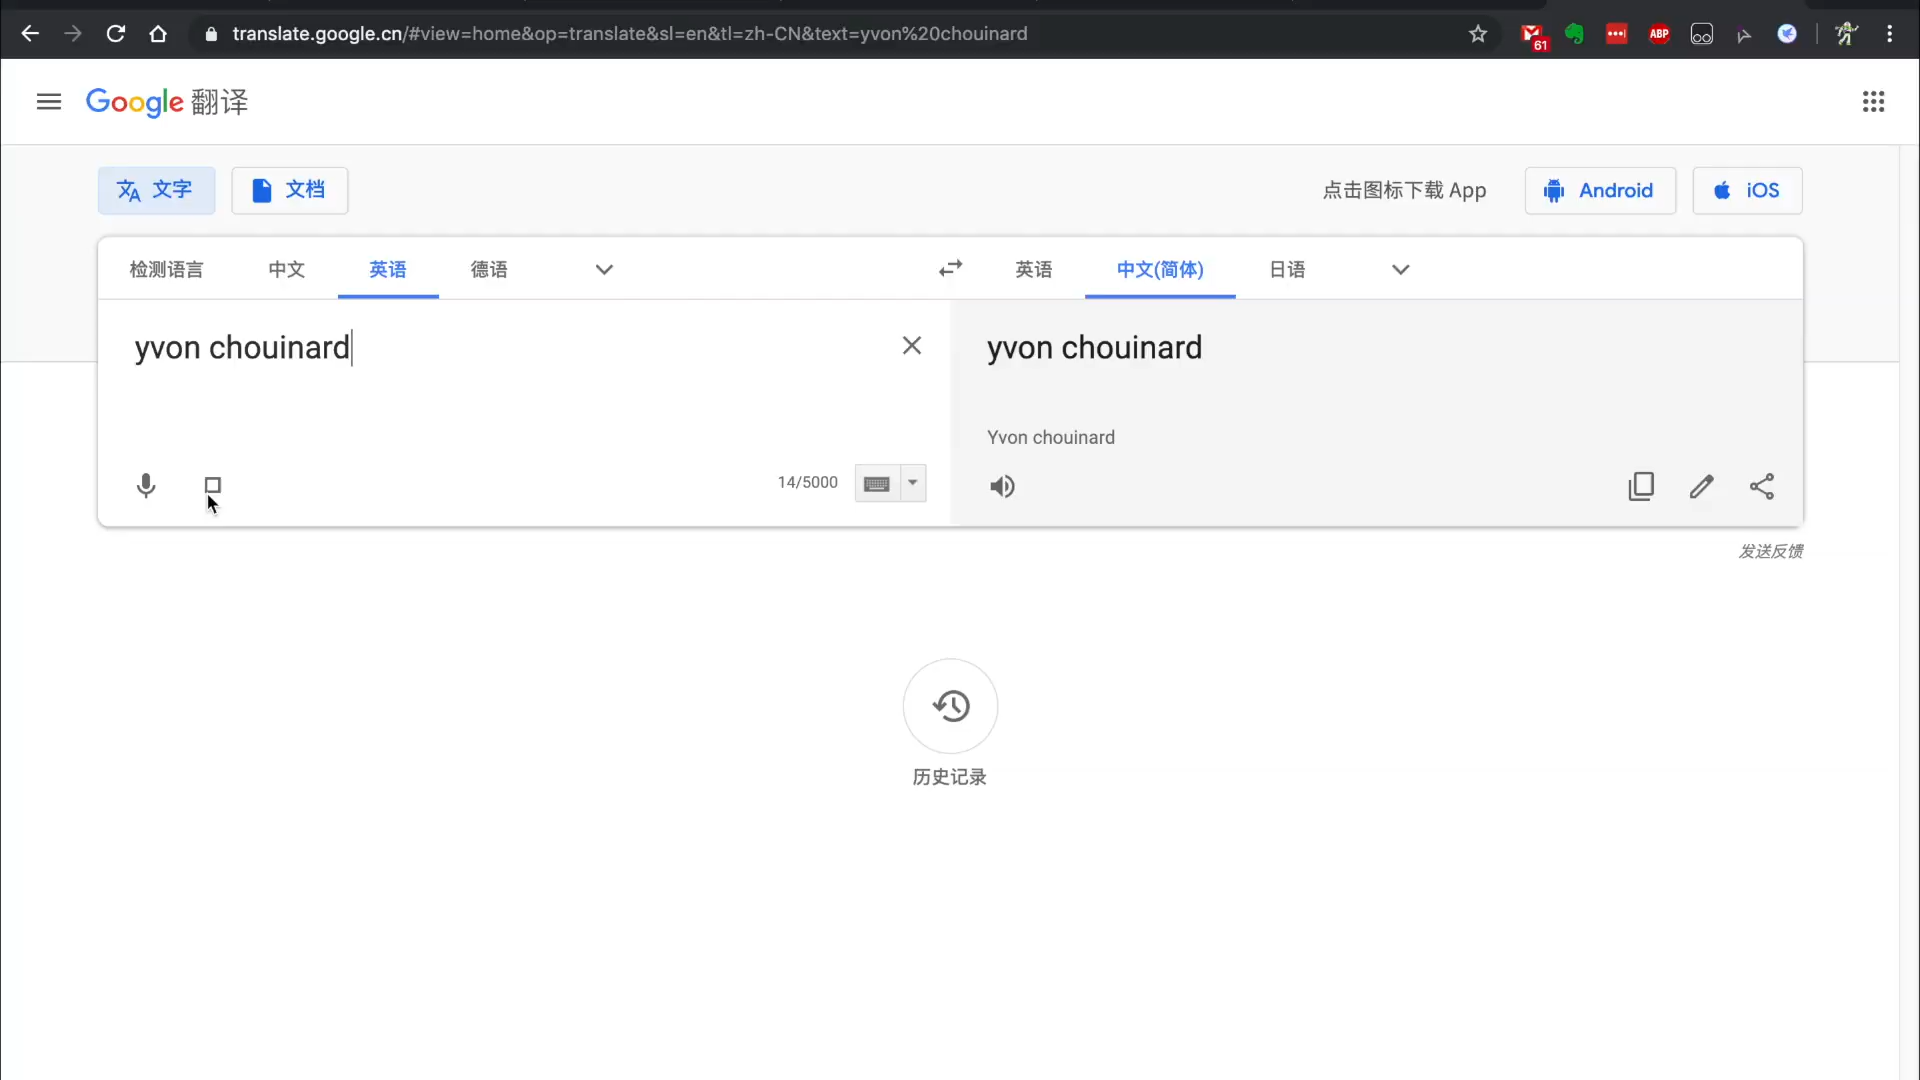 translate.google.cn/#view=home&op=translate&sl=en&tl=zh-CN&text=yvon%20chouinard
61
ABP
Google 翻译
文字
文档
点击图标下载 App
Android
iOS
检测语言
中文
英语
德语
英语
中文(简体)
日语
yvon chouinard
yvon chouinard
Yvon chouinard
14/5000
发送反馈
历史记录